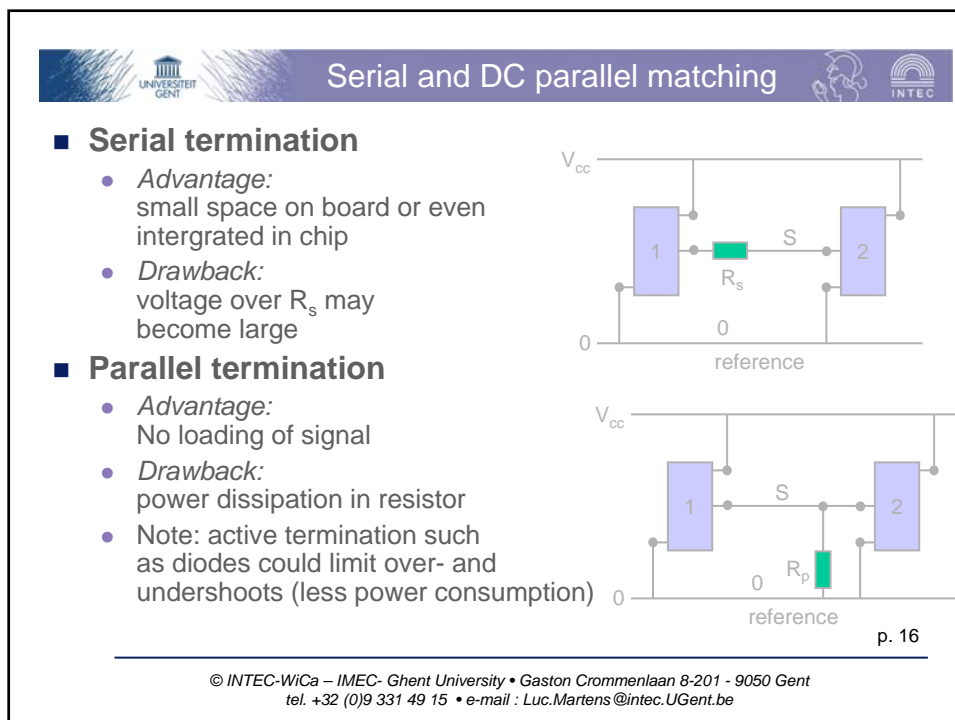 UNIVERSITEIT
GENT
Serial and DC parallel matching
INTEC
Serial termination
Advantage:
small space on board or even
intergrated in chip
Drawback:
voltage over Rs may
become large
Parallel termination
Advantage:
No loading of signal
Drawback:
power dissipation in resistor
Note: active termination such
as diodes could limit over- and
undershoots (less power consumption)
Vcc
1
S
2
Rs
0
0
reference
Vcc
1
S
2
Rp
0
0
reference
p. 16
© INTEC-WiCa – IMEC- Ghent University • Gaston Crommenlaan 8-201 - 9050 Gent
tel. +32 (0)9 331 49 15 • e-mail : Luc.Martens@intec.UGent.be